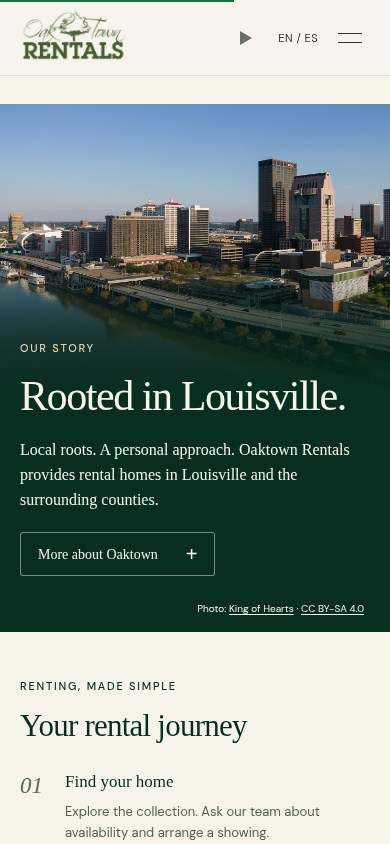 Oak Town
RENTALS
EN / ES
OUR STORY
Rooted in Louisville.
Local roots. A personal approach. Oaktown Rentals
provides rental homes in Louisville and the
surrounding counties.
More about Oaktown +
Photo: King of Hearts · CC BY-SA 4.0
RENTING, MADE SIMPLE
Your rental journey
01 Find your home
Explore the collection. Ask our team about
availability and arrange a showing.